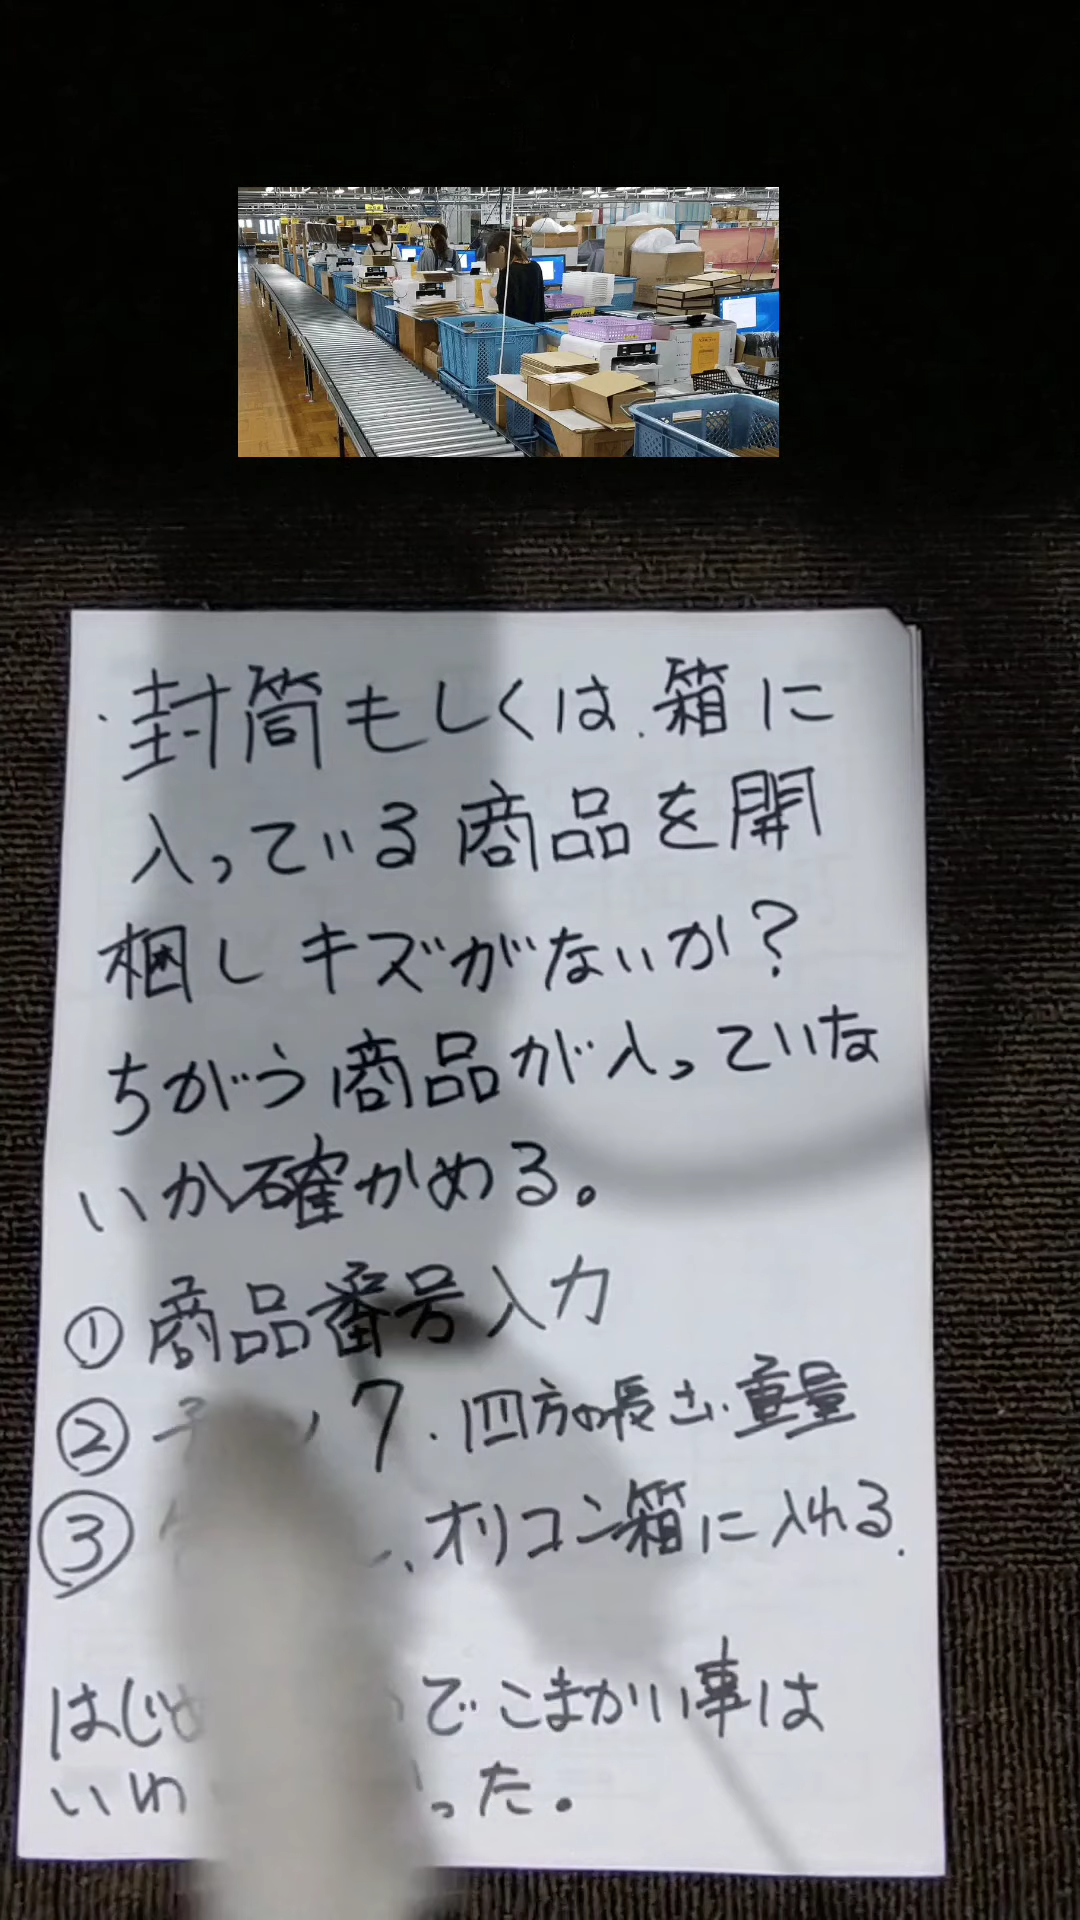 ・封筒もしくは、箱に
入っている商品を開
梱しキズがないか?
ちがう商品が入っていな
いか確かめる。
① 商品番号入力
② ク・四方の長さ・重量
③ 、オリコン箱に入れる.
はじめ でこまかい事は
いわ った。